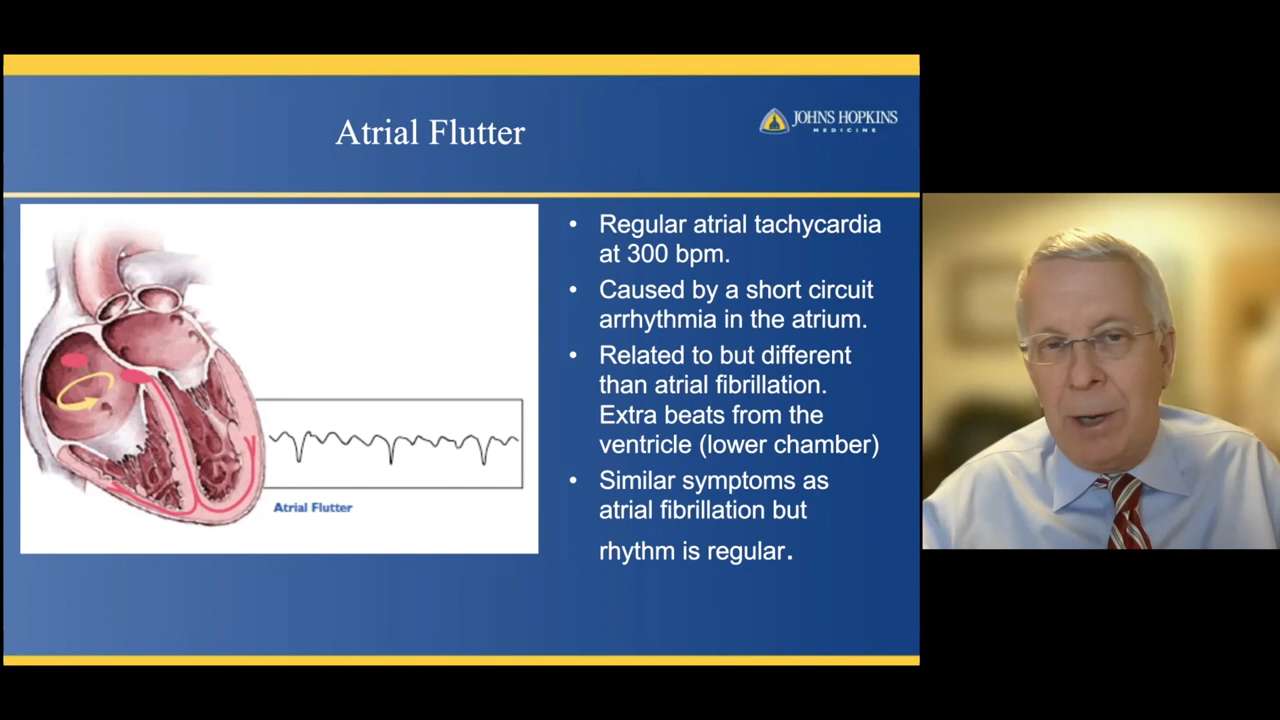 Atrial Flutter
JOHNS HOPKINS
MEDICINE
• Regular atrial tachycardia
at 300 bpm.
• Caused by a short circuit
arrhythmia in the atrium.
• Related to but different
than atrial fibrillation.
Extra beats from the
ventricle (lower chamber)
• Similar symptoms as
atrial fibrillation but
rhythm is regular.
Atrial Flutter